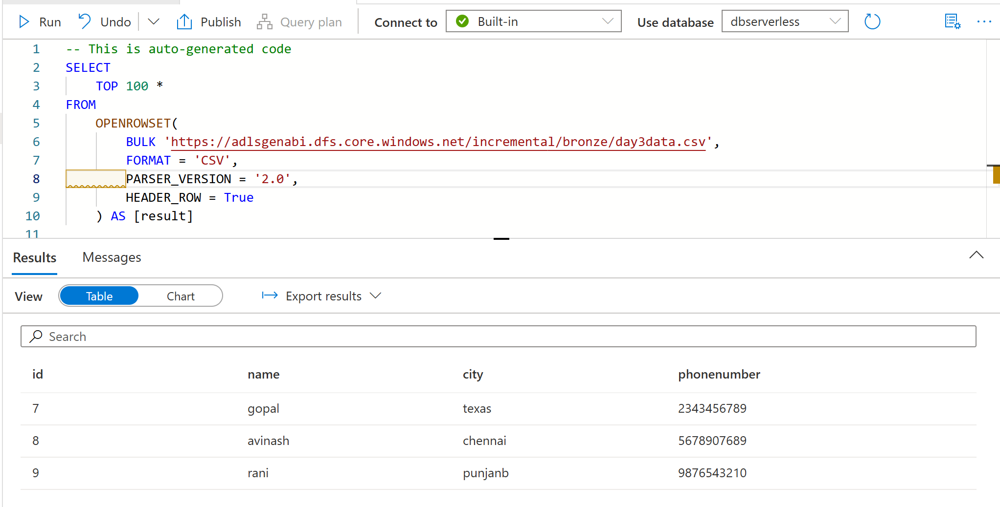 Run Undo Publish Query plan Connect to Built-in Use database dbserverless
1 -- This is auto-generated code
2 SELECT
3 TOP 100 *
4 FROM
5 OPENROWSET(
6 BULK 'https://adlsgenabi.dfs.core.windows.net/incremental/bronze/day3data.csv',
7 FORMAT = 'CSV',
8 PARSER_VERSION = '2.0',
9 HEADER_ROW = True
10 ) AS [result]
11
Results Messages
View Table Chart Export results
Search
id name city phonenumber
7 gopal texas 2343456789
8 avinash chennai 5678907689
9 rani punjanb 9876543210